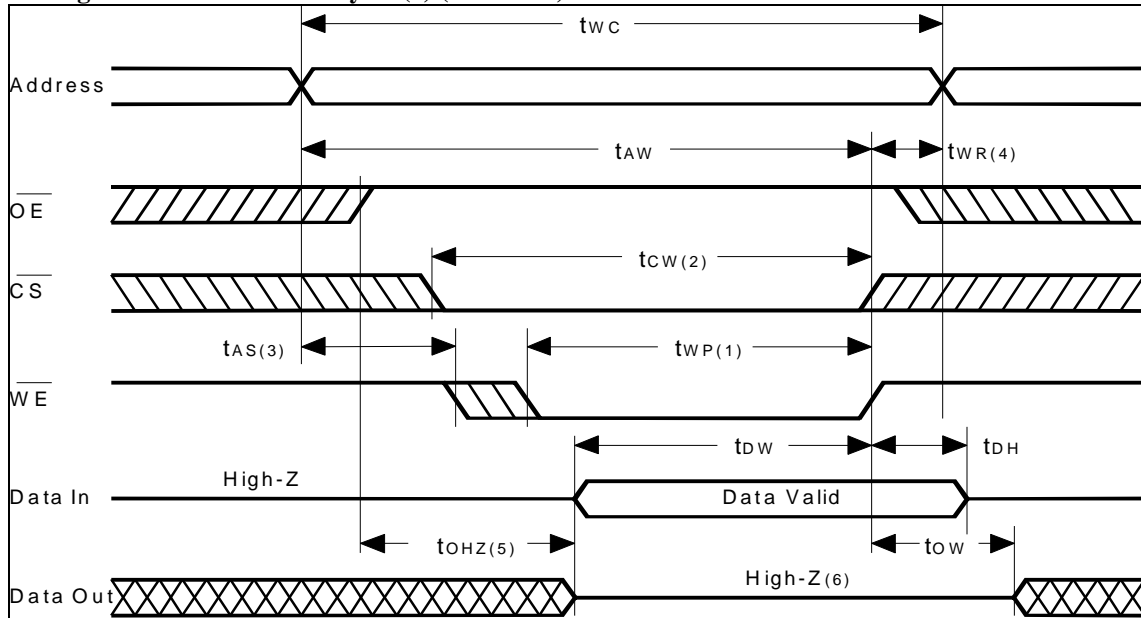 tWC
Address
tAW
tWR(4)
OE
tCW(2)
CS
tAS(3)
tWP(1)
WE
tDW
tDH
High-Z
Data In
Data Valid
tOHZ(5)
tOW
High-Z(6)
Data Out